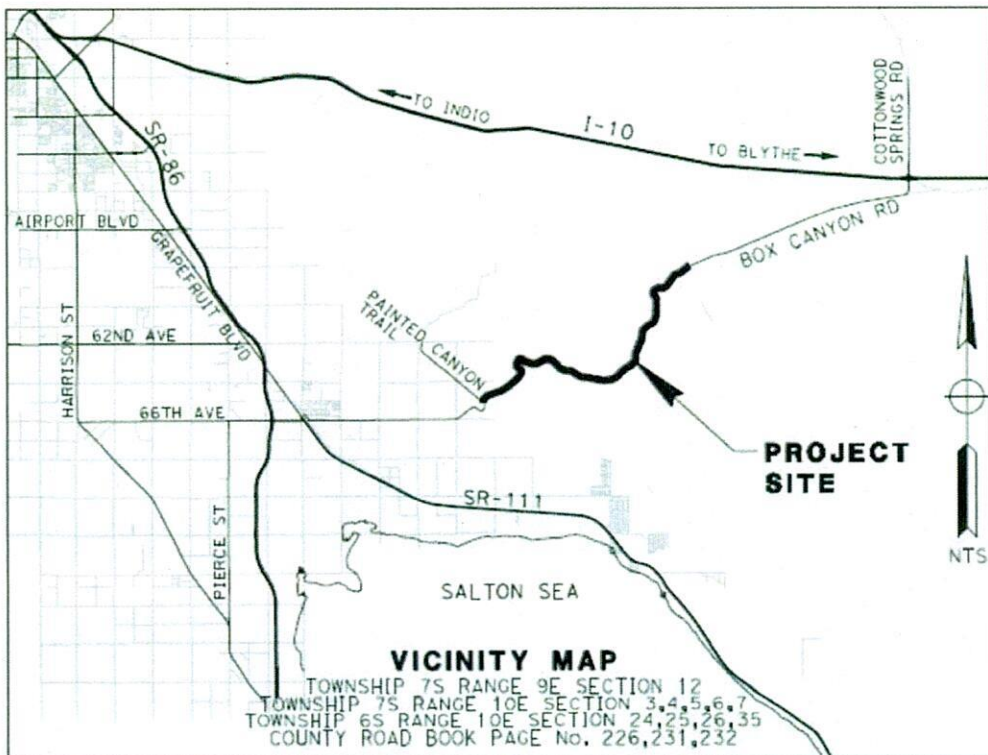 COTTONWOOD
SPRINGS RD
TO INDIO
I-10
TO BLYTHE
SR-86
AIRPORT BLVD
GRAPEFRUIT BLVD
BOX CANYON RD
PAINTED CANYON
TRAIL
HARRISON ST
62ND AVE
66TH AVE
PROJECT
SITE
NTS
SR-111
PIERCE ST
SALTON SEA
VICINITY MAP
TOWNSHIP 7S RANGE 9E SECTION 12
TOWNSHIP 7S RANGE 10E SECTION 3,4,5,6,7
TOWNSHIP 6S RANGE 10E SECTION 24,25,26,35
COUNTY ROAD BOOK PAGE No. 226,231,232